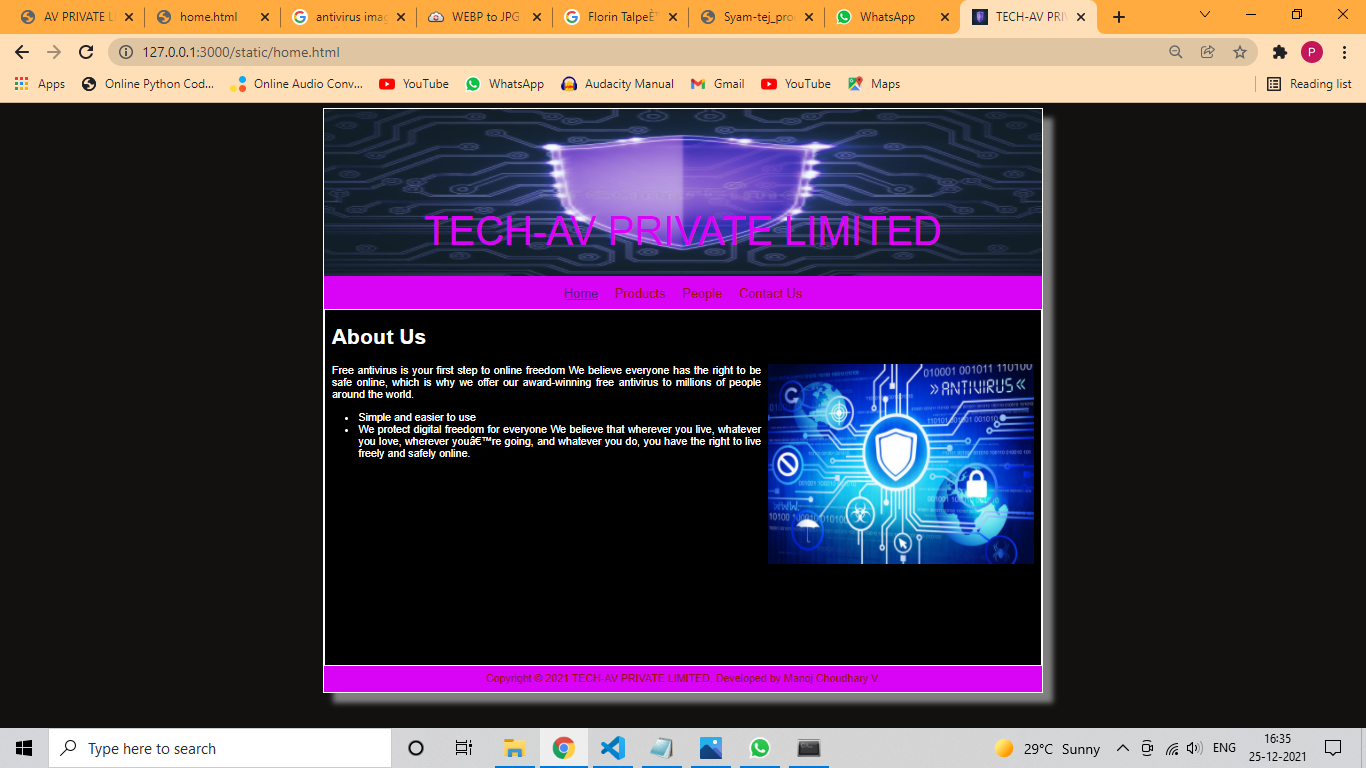 AV PRIVATE L
home.html
antivirus imag
WEBP to JPG
Florin TalpeÈ
Syam-tej_pro
WhatsApp
TECH-AV PRIV
127.0.0.1:3000/static/home.html
P
Apps
Online Python Cod...
Online Audio Conv...
YouTube
WhatsApp
Audacity Manual
Gmail
YouTube
Maps
Reading list
TECH-AV PRIVATE LIMITED
Home Products People Contact Us
About Us
Free antivirus is your first step to online freedom We believe everyone has the right to be
safe online, which is why we offer our award-winning free antivirus to millions of people
around the world.
• Simple and easier to use
• We protect digital freedom for everyone We believe that wherever you live, whatever
you love, wherever youâ€™re going, and whatever you do, you have the right to live
freely and safely online.
010001 001011 110100
»ANTIVIRUS«
WWW.
Copyright © 2021 TECH-AV PRIVATE LIMITED, Developed by Manoj Choudhary V.
Type here to search
29°C Sunny
ENG
16:35
25-12-2021